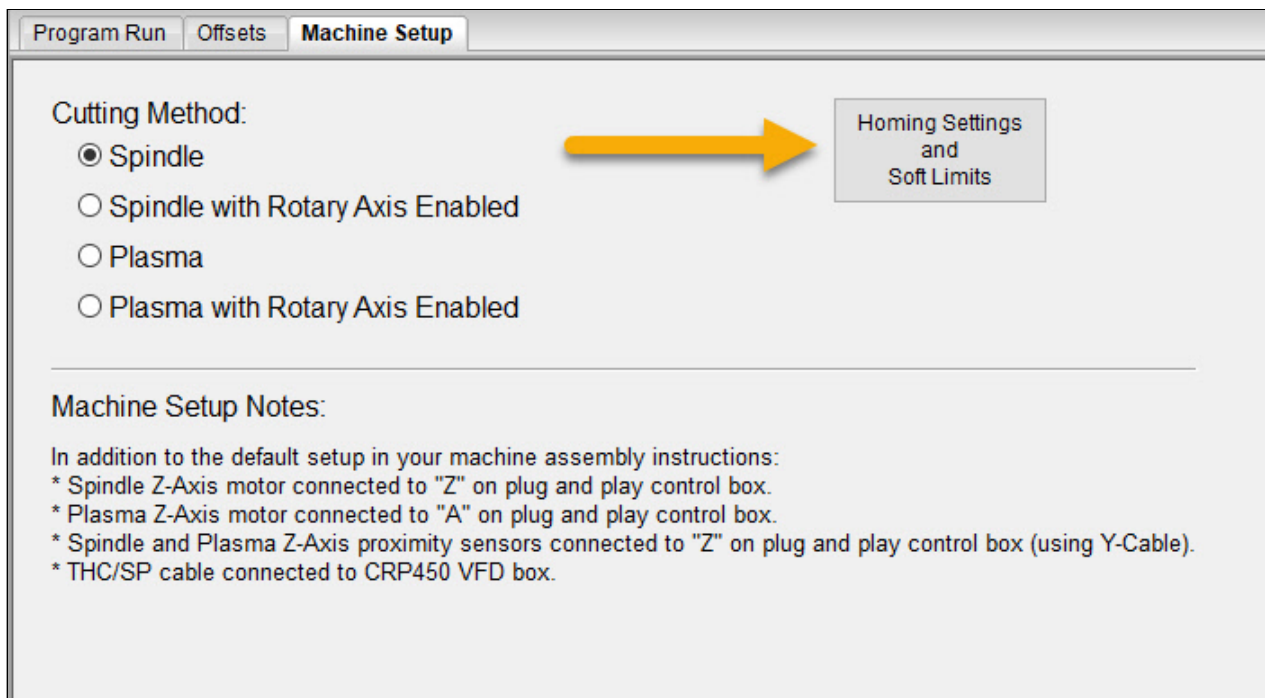 Program Run
Offsets
Machine Setup
Cutting Method:
Spindle
Spindle with Rotary Axis Enabled
Plasma
Plasma with Rotary Axis Enabled
Homing Settings
and
Soft Limits
Machine Setup Notes:
In addition to the default setup in your machine assembly instructions:
* Spindle Z-Axis motor connected to "Z" on plug and play control box.
* Plasma Z-Axis motor connected to "A" on plug and play control box.
* Spindle and Plasma Z-Axis proximity sensors connected to "Z" on plug and play control box (using Y-Cable).
* THC/SP cable connected to CRP450 VFD box.